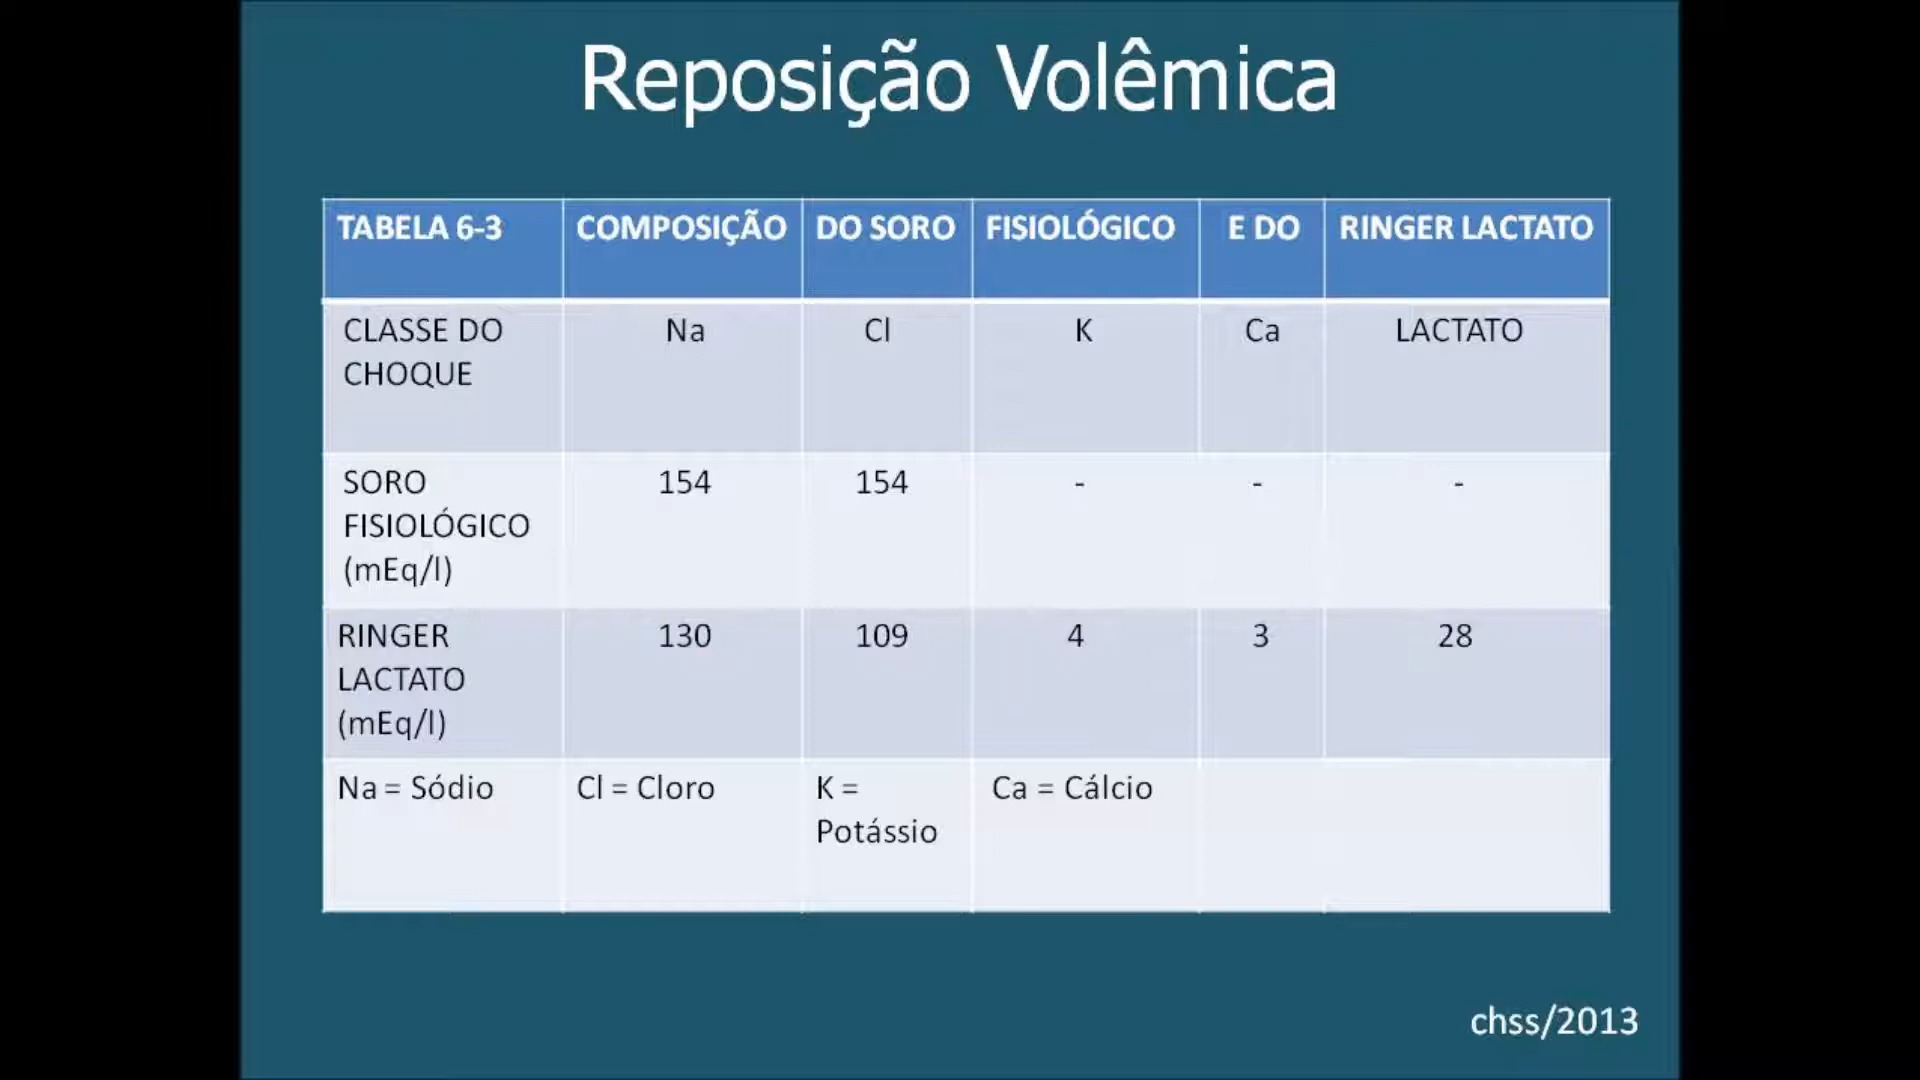 Reposição Volêmica
TABELA 6-3 COMPOSIÇÃO DO SORO FISIOLÓGICO E DO RINGER LACTATO
CLASSE DO CHOQUE Na Cl K Ca LACTATO
SORO FISIOLÓGICO (mEq/l) 154 154 - - -
RINGER LACTATO (mEq/l) 130 109 4 3 28
Na = Sódio Cl = Cloro K = Potássio Ca = Cálcio
chss/2013